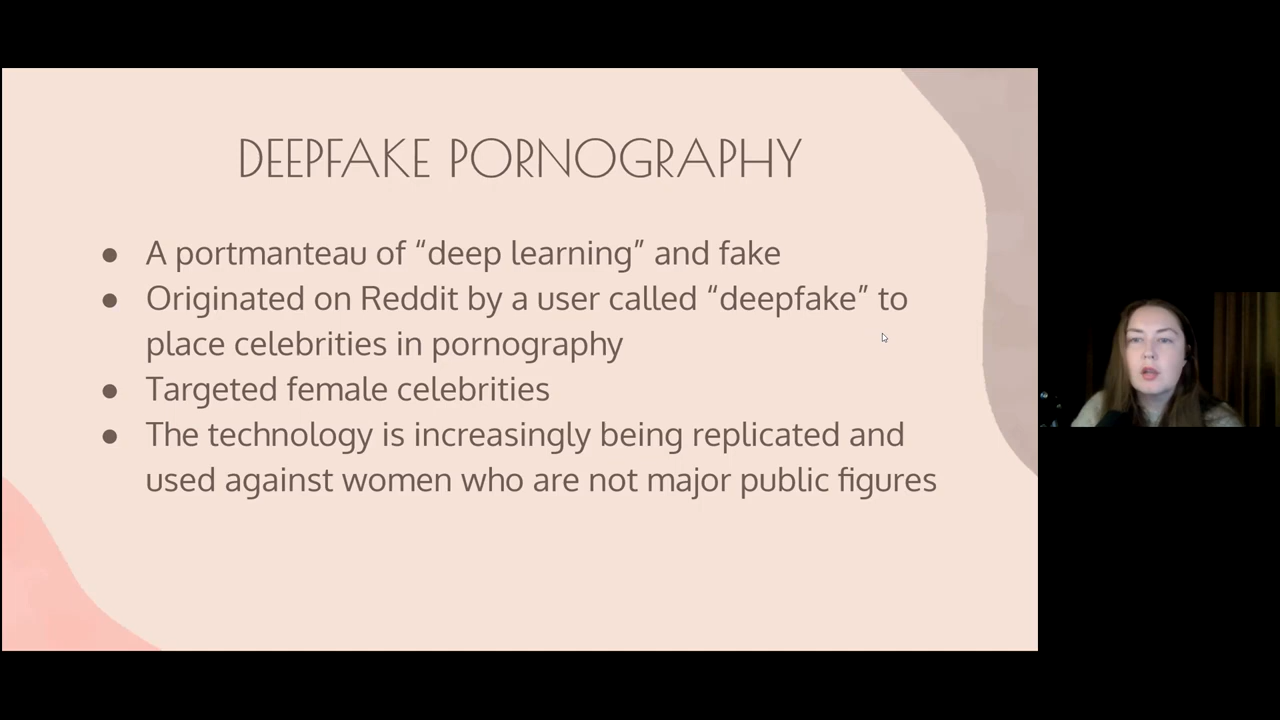 DEEPFAKE PORNOGRAPHY
● A portmanteau of “deep learning” and fake
● Originated on Reddit by a user called “deepfake” to
place celebrities in pornography
● Targeted female celebrities
● The technology is increasingly being replicated and
used against women who are not major public figures